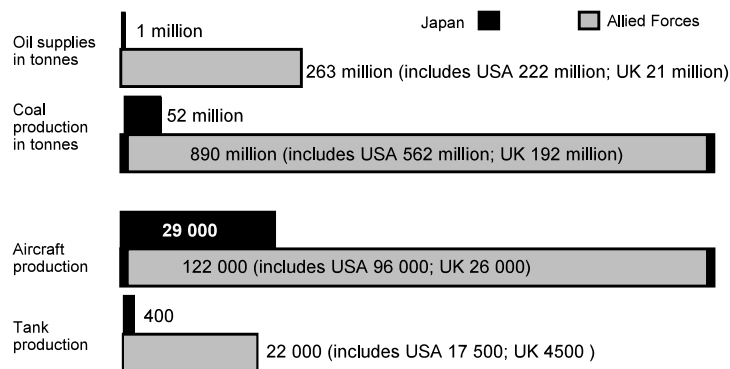 Japan
Allied Forces
Oil supplies
in tonnes
1 million
263 million (includes USA 222 million; UK 21 million)
Coal
production
in tonnes
52 million
890 million (includes USA 562 million; UK 192 million)
Aircraft
production
29 000
122 000 (includes USA 96 000; UK 26 000)
Tank
production
400
22 000 (includes USA 17 500; UK 4500 )